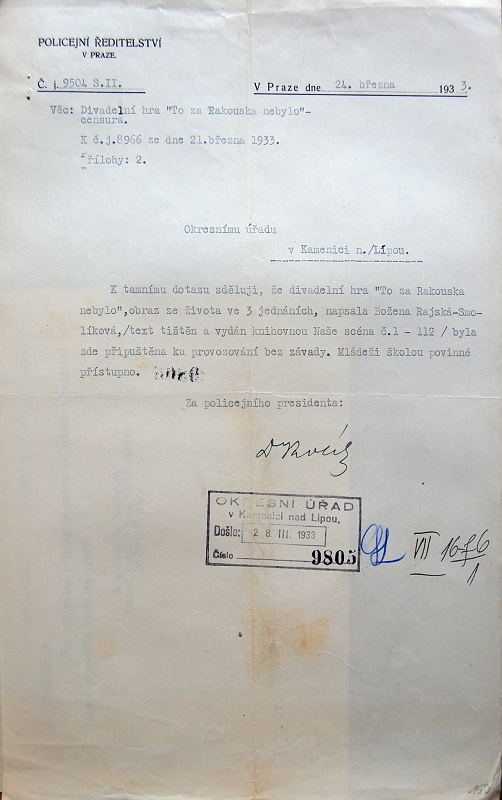 POLICEJNÍ ŘEDITELSTVÍ
V PRAZE.
Č. j. 9504 S.II.
V Praze dne 24. března 1933.
Věc: Divadelní hra "To za Rakouska nebylo"-
censura.
K č.j.8966 ze dne 21.března 1933.
Přílohy: 2.
Okresnímu úřadu
v Kamenici n./Lípou.
K tamnímu dotazu sděluji, že divadelní hra "To za Rakouska
nebylo",obraz ze života ve 3 jednáních, napsala Božena Rajská-Smo-
líková,/text tištěn a vydán knihovnou Naše scéna č.1 - 112 / byla
zde připuštěna ku provozování bez závady. Mládeži školou povinné
přístupno.
Za policejního presidenta:
OKRESNÍ ÚŘAD
v Kamenici nad Lipou,
Došlo: 28. III. 1933
Číslo 9805
VII